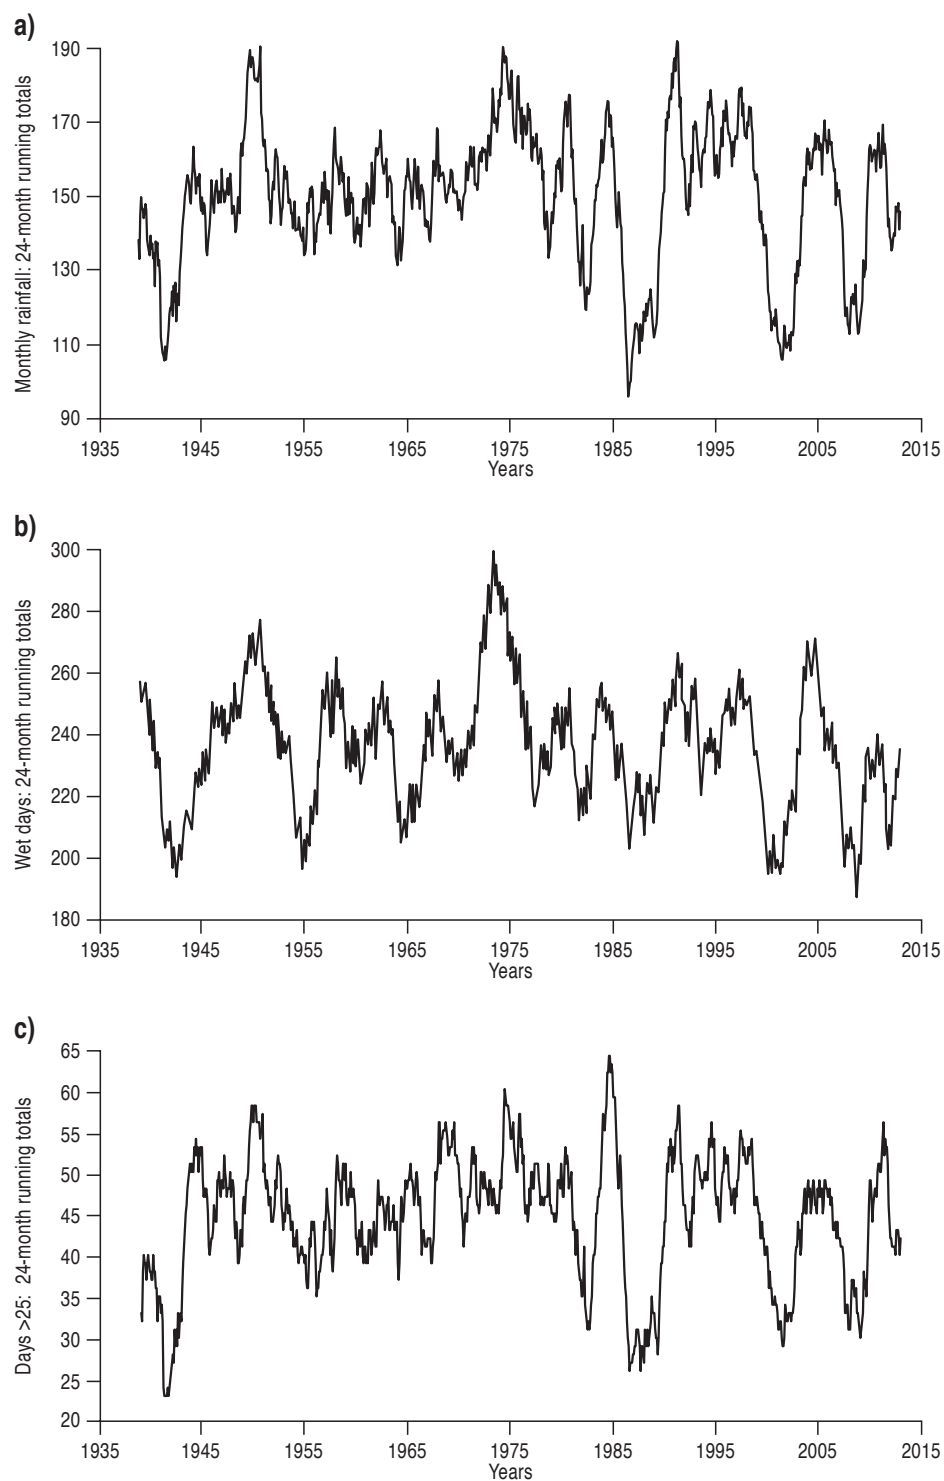 a)
Monthly rainfall: 24-month running totals
190
170
150
130
110
90
1935 1945 1955 1965 1975 1985 1995 2005 2015
Years
b)
Wet days: 24-month running totals
300
280
260
240
220
200
180
1935 1945 1955 1965 1975 1985 1995 2005 2015
Years
c)
Days >25: 24-month running totals
65
60
55
50
45
40
35
30
25
20
1935 1945 1955 1965 1975 1985 1995 2005 2015
Years